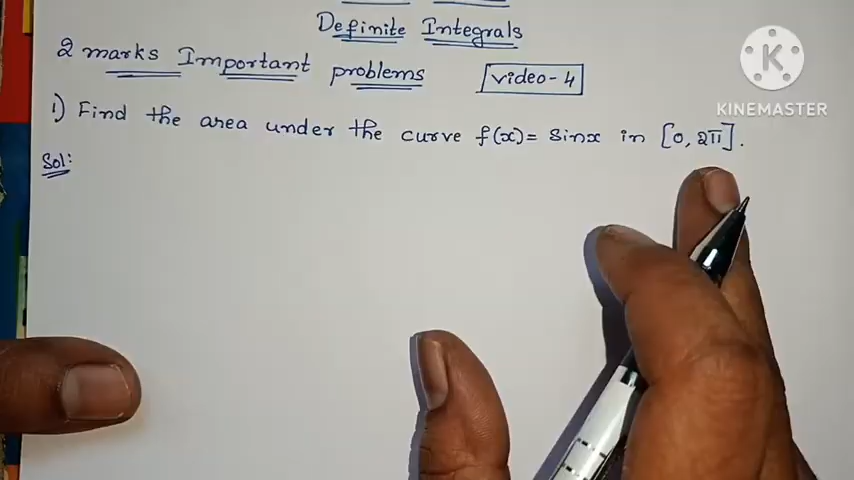 Definite Integrals
2 marks Important problems video-4
1) Find the area under the curve f(x)= sinx in [0, 2π].
Sol:
K
KINEMASTER